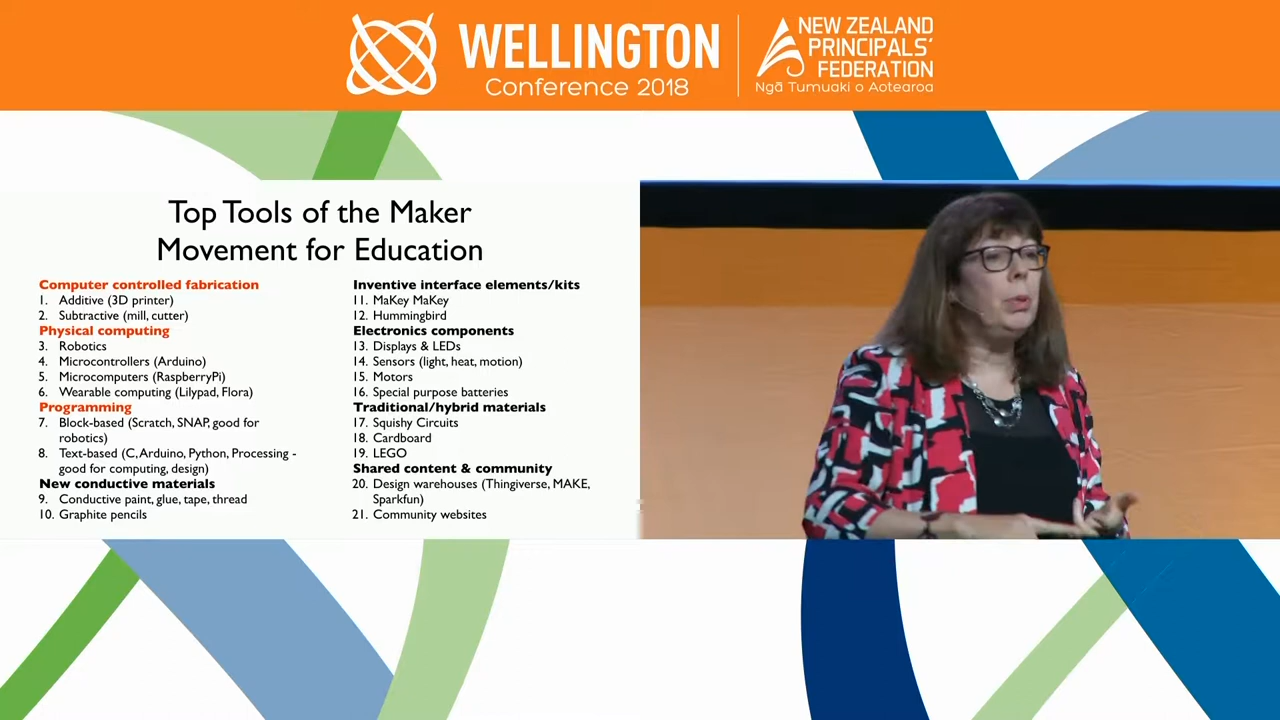 WELLINGTON
Conference 2018
NEW ZEALAND
PRINCIPALS'
FEDERATION
Ngā Tumuaki o Aotearoa
Top Tools of the Maker
Movement for Education
Computer controlled fabrication
1. Additive (3D printer)
2. Subtractive (mill, cutter)
Physical computing
3. Robotics
4. Microcontrollers (Arduino)
5. Microcomputers (RaspberryPi)
6. Wearable computing (Lilypad, Flora)
Programming
7. Block-based (Scratch, SNAP, good for
robotics)
8. Text-based (C, Arduino, Python, Processing -
good for computing, design)
New conductive materials
9. Conductive paint, glue, tape, thread
10. Graphite pencils
Inventive interface elements/kits
11. MaKey MaKey
12. Hummingbird
Electronics components
13. Displays & LEDs
14. Sensors (light, heat, motion)
15. Motors
16. Special purpose batteries
Traditional/hybrid materials
17. Squishy Circuits
18. Cardboard
19. LEGO
Shared content & community
20. Design warehouses (Thingiverse, MAKE,
Sparkfun)
21. Community websites